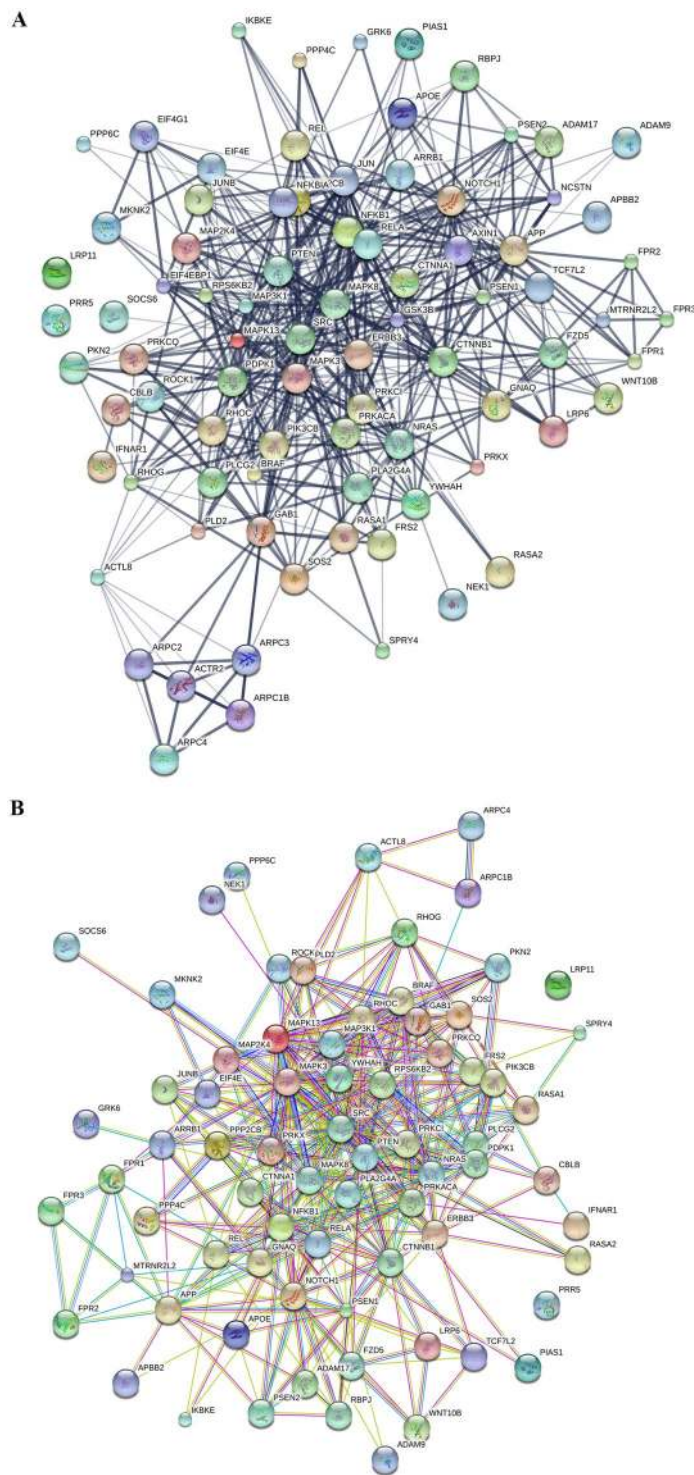 A
IKBKE
GRK6
PIAS1
PPP4C
RBPJ
APOE
EIF4G1
REL
PSEN2
ADAM17
ADAM9
PPP6C
EIF4E
JUN
ARRB1
JUNB
NFKBIA
2CB
NOTCH1
NCSTN
MKNK2
NFKB1
APBB2
MAP2K4
RELA
AXIN1
APP
PTEN
FPR2
LRP11
EIF4EBP1
CTNNA1
TCF7L2
RPS6KB2
MAPK8
PSEN1
MAP3K1
GSK3B
PRR5
SOCS6
MTRNR2L2
FPR3
MAPK13
SRC
ERBB3
PKN2
PRKCQ
CTNNB1
FZD5
FPR1
PDPK1
MAPK3
ROCK1
WNT10B
CBLB
PRKCI
GNAQ
RHOC
PRKACA
LRP6
PIK3CB
NRAS
IFNAR1
PRKX
RHOG
PLCG2
BRAF
PLA2G4A
YWHAH
PLD2
GAB1
RASA1
FRS2
SOS2
RASA2
ACTL8
NEK1
SPRY4
ARPC2
ARPC3
ACTR2
ARPC1B
ARPC4
B
ARPC4
ACTL8
PPP6C
ARPC1B
NEK1
RHOG
SOCS6
ROCK
PLD2
PKN2
LRP11
MKNK2
BRAF
RHOC
GAB1
SOS2
MAPK13
SPRY4
MAP2K4
MAP3K1
PRKCQ
FRS2
JUNB
MAPK3
YWHAH
RPS6KB2
PIK3CB
EIF4E
RASA1
GRK6
SRC
ARRB1
PPP2CB
PRKX
PRKCI
PLCG2
PTEN
PDPK1
FPR1
CTNNA1
MAPK8
NRAS
CBLB
FPR3
PLA2G4A
PRKACA
PPP4C
NFKB1
IFNAR1
REL
RELA
ERBB3
MTRNR2L2
GNAQ
CTNNB1
RASA2
APP
NOTCH1
PRR5
FPR2
PSEN1
APOE
LRP6
TCF7L2
APBB2
FZD5
PIAS1
ADAM17
IKBKE
PSEN2
RBPJ
WNT10B
ADAM9